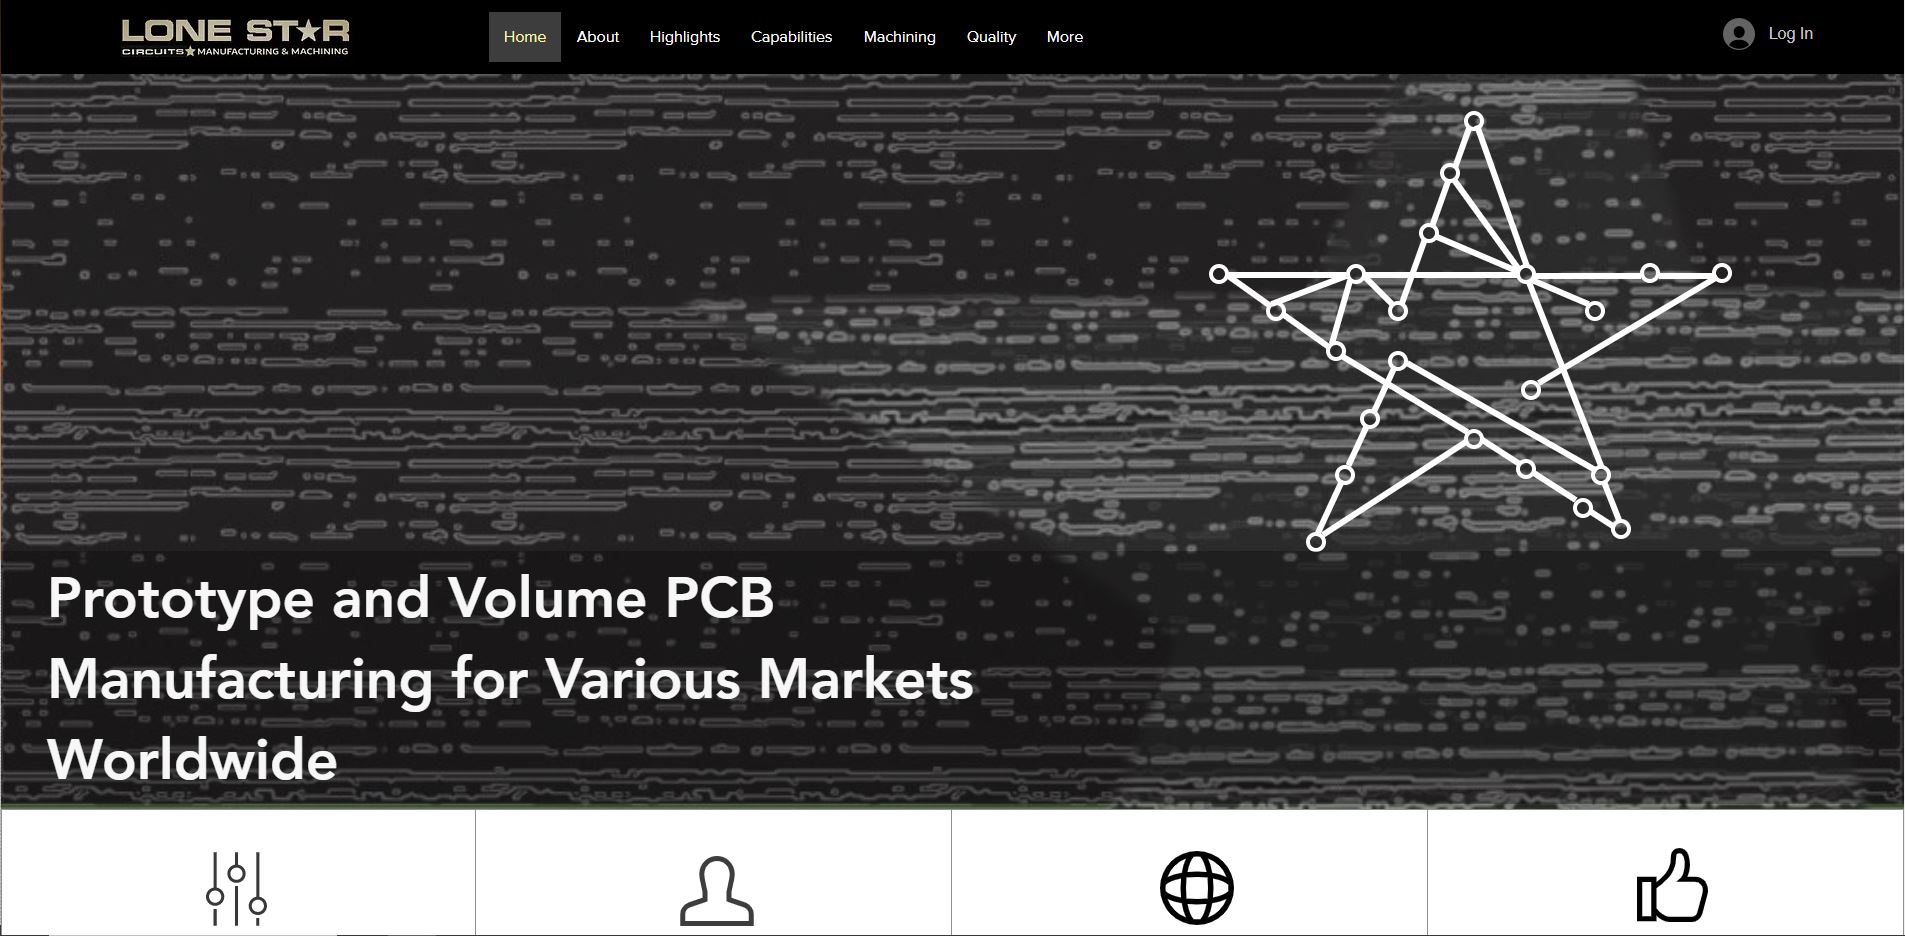 LONE ST★R
CIRCUITS★MANUFACTURING & MACHINING
Home
About
Highlights
Capabilities
Machining
Quality
More
Log In
Prototype and Volume PCB
Manufacturing for Various Markets
Worldwide